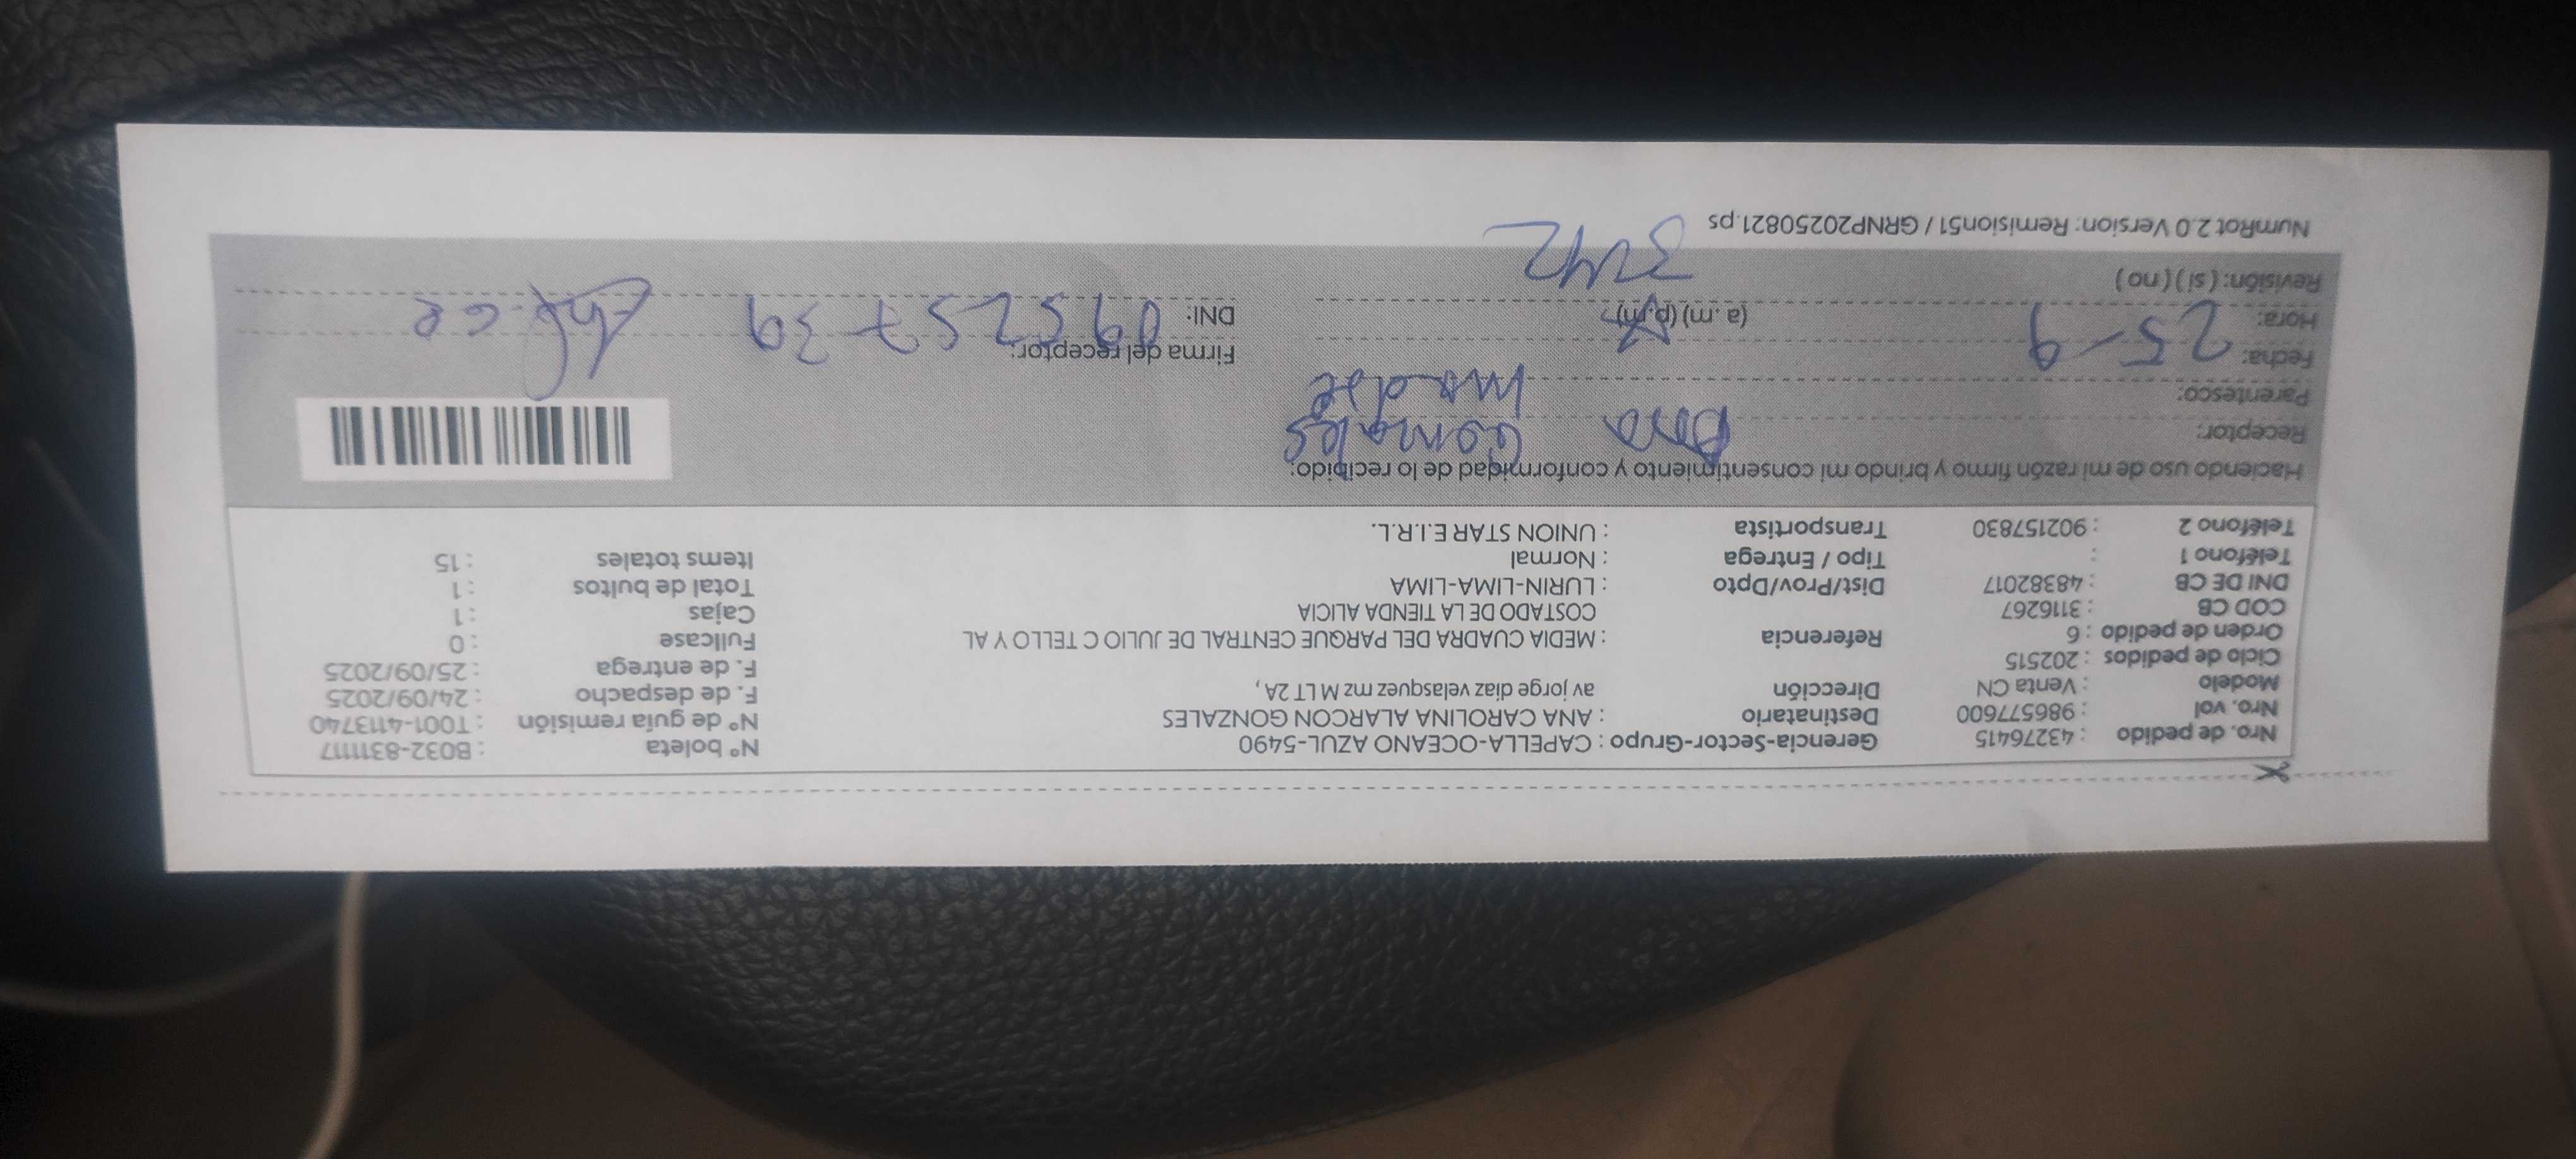 Nro. de pedido : 43276415 Gerencia-Sector-Grupo : CAPELLA-OCEANO AZUL-5490 N° boleta : B032-831117
Nro. vol : 986577600 Destinatario : ANA CAROLINA ALARCON GONZALES N° de guía remisión : T001-4113740
Modelo : Venta CN Dirección av jorge diaz velasquez mz M LT 2A, F. de despacho : 24/09/2025
Ciclo de pedidos : 202515 F. de entrega : 25/09/2025
Orden de pedido : 6 Referencia : MEDIA CUADRA DEL PARQUE CENTRAL DE JULIO C TELLO Y AL Fullcase : 0
COD CB : 3116267 COSTADO DE LA TIENDA ALICIA Cajas : 1
DNI DE CB : 48382017 Dist/Prov/Dpto : LURIN-LIMA-LIMA Total de bultos : 1
Teléfono 1 : Tipo / Entrega : Normal Items totales : 15
Teléfono 2 : 902157830 Transportista : UNION STAR E.I.R.L.
Haciendo uso de mi razón firmo y brindo mi consentimiento y conformidad de lo recibido:
Receptor: Ana Gonzales
Parentesco: madre
Fecha: 25-9 Firma del receptor:
Hora: (a.m) (p.m) DNI: 09525739
Revisión: (si) (no)
NumRot 2.0 Version: Remision51 / GRNP20250821.ps